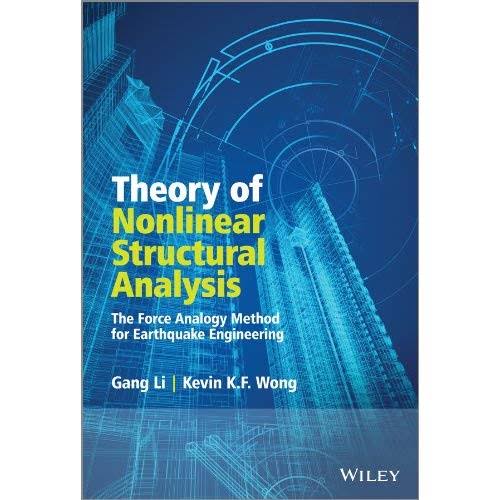 Theory of
Nonlinear
Structural
Analysis
The Force Analogy Method
for Earthquake Engineering
Gang Li | Kevin K.F. Wong
WILEY